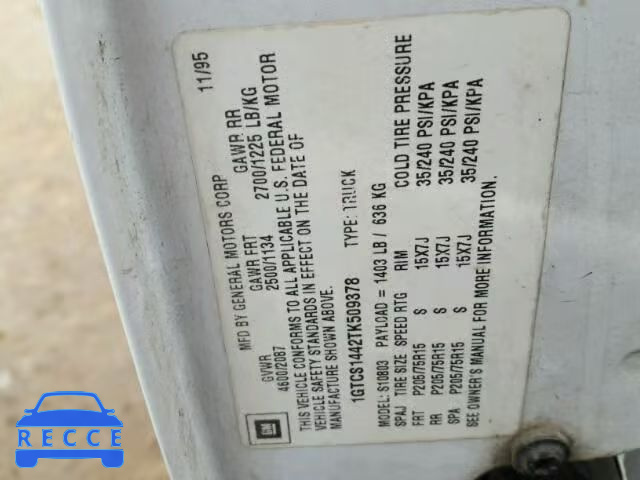 MFD BY GENERAL MOTORS CORP 11/95
GVWR GAWR FRT GAWR RR
4600/2087 2500/1134 2700/1225 LB/KG
THIS VEHICLE CONFORMS TO ALL APPLICABLE U.S. FEDERAL MOTOR
VEHICLE SAFETY STANDARDS IN EFFECT ON THE DATE OF
MANUFACTURE SHOWN ABOVE.
1GTCS1442TK509378 TYPE: TRUCK
MODEL: S10803 PAYLOAD = 1403 LB / 636 KG
SPAJ TIRE SIZE SPEED RTG RIM COLD TIRE PRESSURE
FRT P205/75R15 S 15X7J 35/240 PSI/KPA
RR P205/75R15 S 15X7J 35/240 PSI/KPA
SPA P205/75R15 S 15X7J 35/240 PSI/KPA
SEE OWNER'S MANUAL FOR MORE INFORMATION.
GM
RECCE